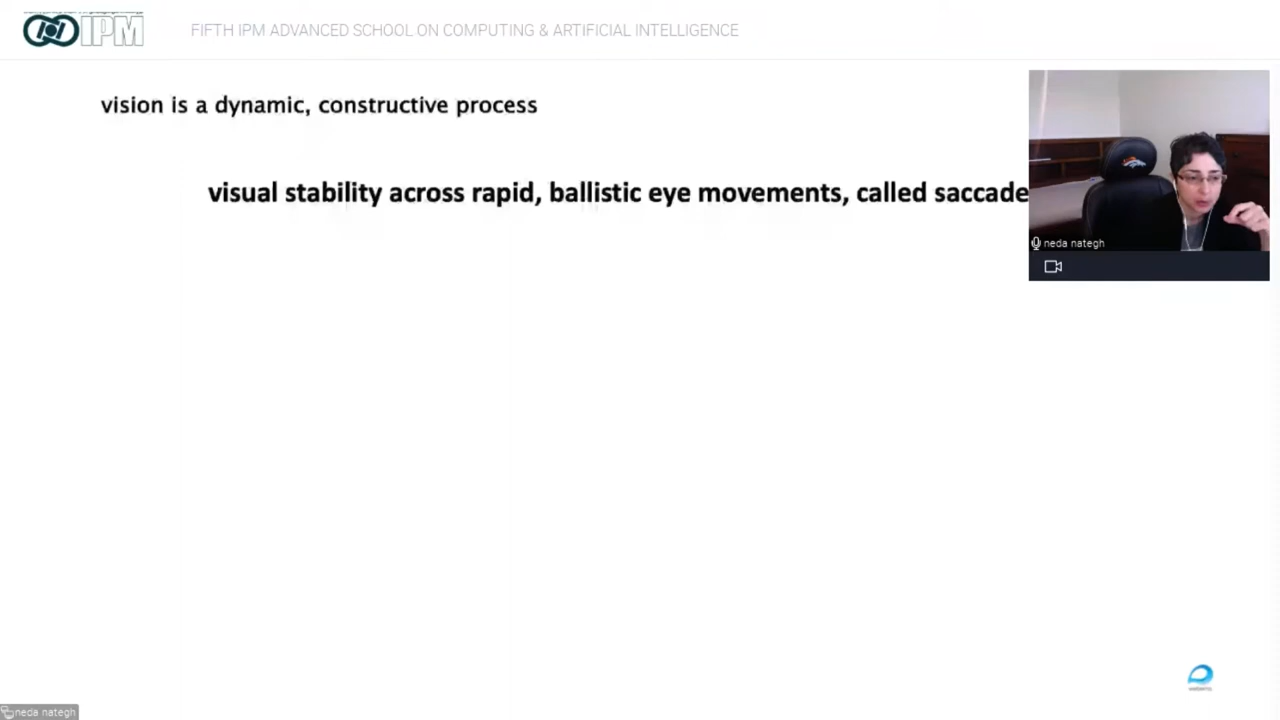 IPM FIFTH IPM ADVANCED SCHOOL ON COMPUTING & ARTIFICIAL INTELLIGENCE
vision is a dynamic, constructive process
visual stability across rapid, ballistic eye movements, called saccade
neda nategh
neda nategh